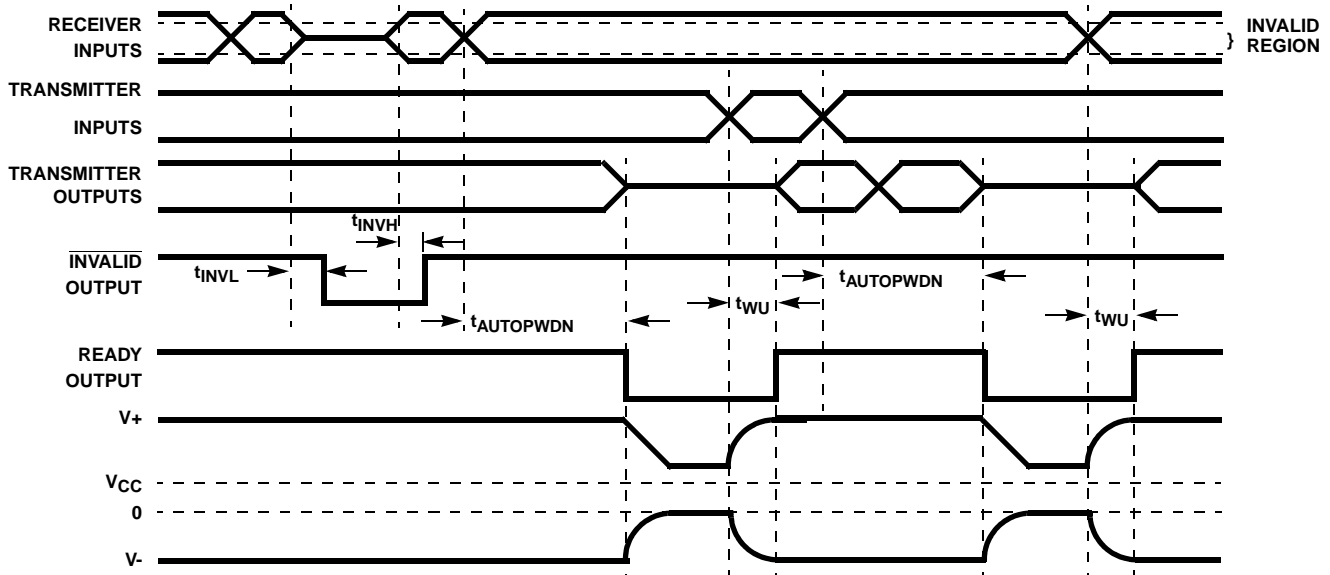 RECEIVER
INPUTS
} INVALID
REGION
TRANSMITTER
INPUTS
TRANSMITTER
OUTPUTS
tINVH
INVALID
OUTPUT
tINVL
tAUTOPWDN
tWU
tAUTOPWDN
tWU
READY
OUTPUT
V+
VCC
0
V-